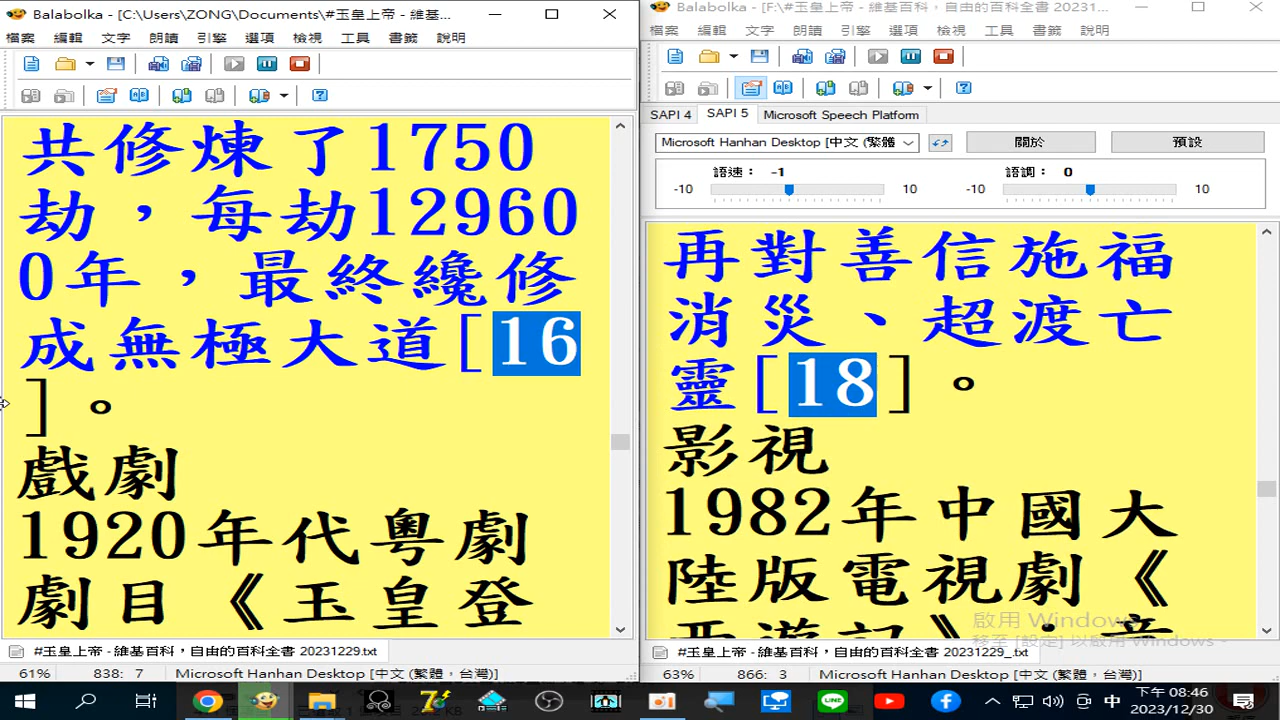 Balabolka - [C:\Users\ZONG\Documents\#玉皇上帝 - 維基...
檔案 編輯 文字 朗讀 引擎 選項 檢視 工具 書籤 說明
共修煉了1750
劫，每劫12960
0年，最終纔修
成無極大道[16
]。
戲劇
1920年代粵劇
劇目《玉皇登
#玉皇上帝 - 維基百科，自由的百科全書 20231229.txt
61% 838: 7 Microsoft Hanhan Desktop [中文 (繁體，台灣)]
Balabolka - [F:\#玉皇上帝 - 維基百科，自由的百科全書 20231...
檔案 編輯 文字 朗讀 引擎 選項 檢視 工具 書籤 說明
SAPI 4 SAPI 5 Microsoft Speech Platform
Microsoft Hanhan Desktop [中文 (繁體 關於 預設
語速： -1 語調： 0
-10 10 -10 10
再對善信施福
消災、超渡亡
靈[18]。
影視
1982年中國大
陸版電視劇《
西遊記》：章
啟用 Windows
移至 [設定] 以啟用 Windows。
#玉皇上帝 - 維基百科，自由的百科全書 20231229_.txt
63% 866: 3 Microsoft Hanhan Desktop [中文 (繁體，台灣)]
LINE
中
下午 08:46
2023/12/30